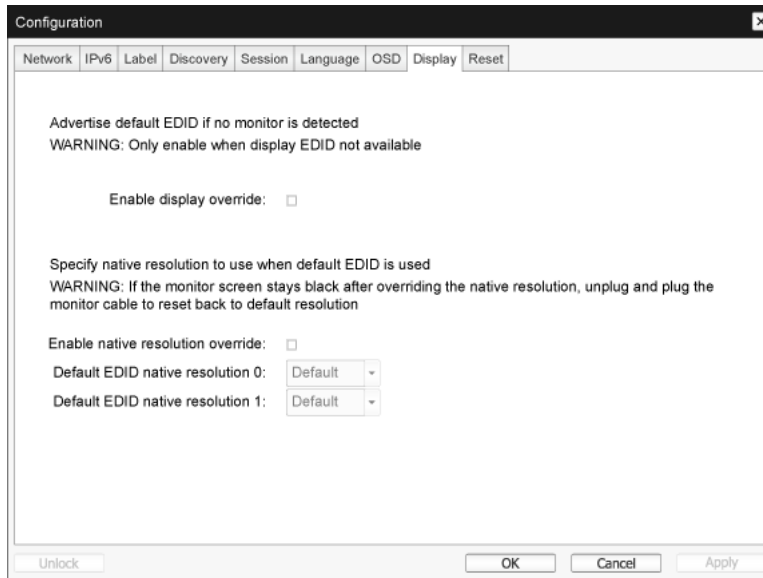 Configuration
Network IPv6 Label Discovery Session Language OSD Display Reset
Advertise default EDID if no monitor is detected
WARNING: Only enable when display EDID not available
Enable display override:
Specify native resolution to use when default EDID is used
WARNING: If the monitor screen stays black after overriding the native resolution, unplug and plug the
monitor cable to reset back to default resolution
Enable native resolution override:
Default EDID native resolution 0: Default
Default EDID native resolution 1: Default
Unlock OK Cancel Apply